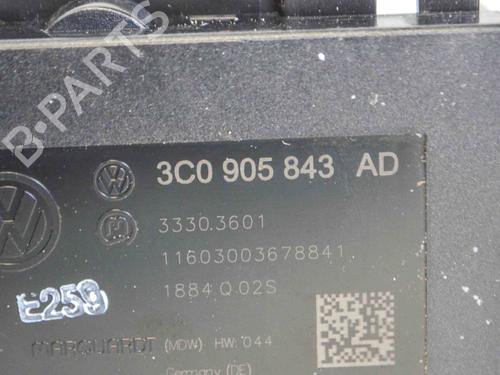 B-Parts
3C0 905 843 AD
3330.3601
11603003678841
1884 Q.02S
E259
MARQUARDT (MDW) HW: 044
Germany (DE)